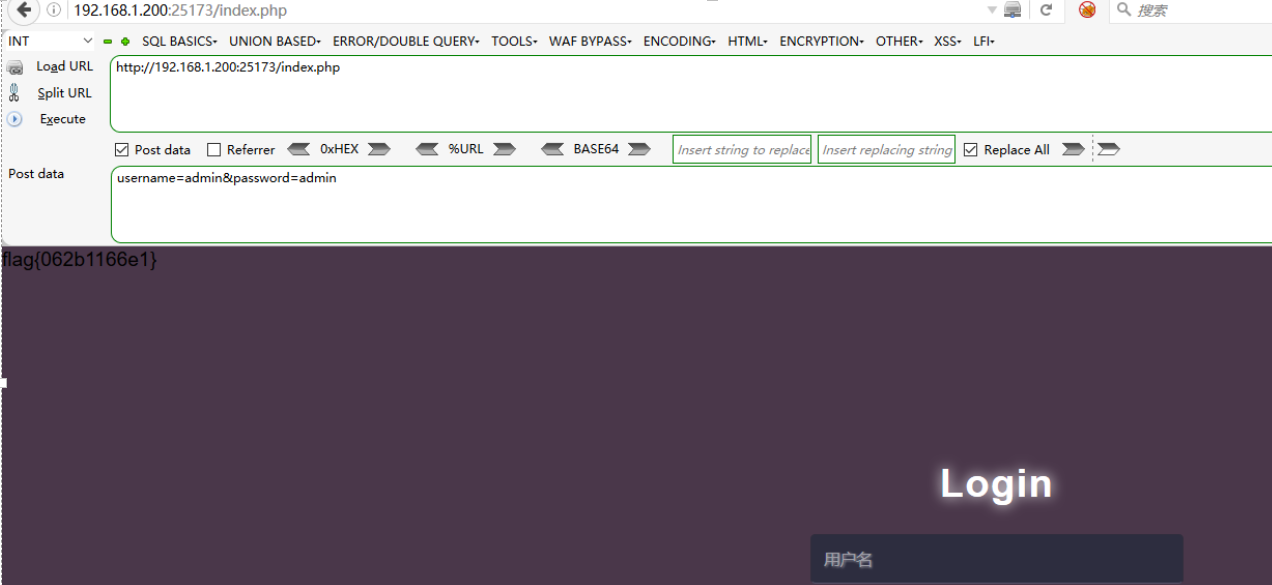 192.168.1.200:25173/index.php
搜索
INT SQL BASICS UNION BASED ERROR/DOUBLE QUERY TOOLS WAF BYPASS ENCODING HTML ENCRYPTION OTHER XSS LFI
Load URL http://192.168.1.200:25173/index.php
Split URL
Execute
Post data Referrer 0xHEX %URL BASE64 Insert string to replace Insert replacing string Replace All
Post data username=admin&password=admin
flag{062b1166e1}
Login
用户名